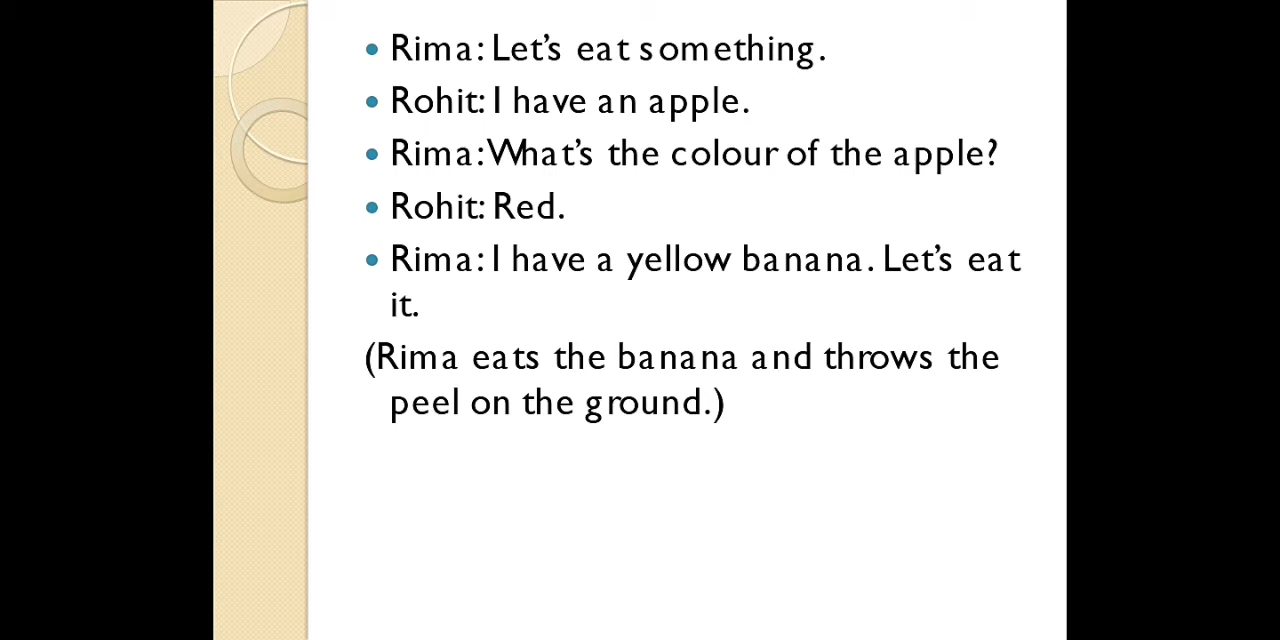 • Rima: Let’s eat something.
• Rohit: I have an apple.
• Rima: What’s the colour of the apple?
• Rohit: Red.
• Rima: I have a yellow banana. Let’s eat
it.
(Rima eats the banana and throws the
peel on the ground.)